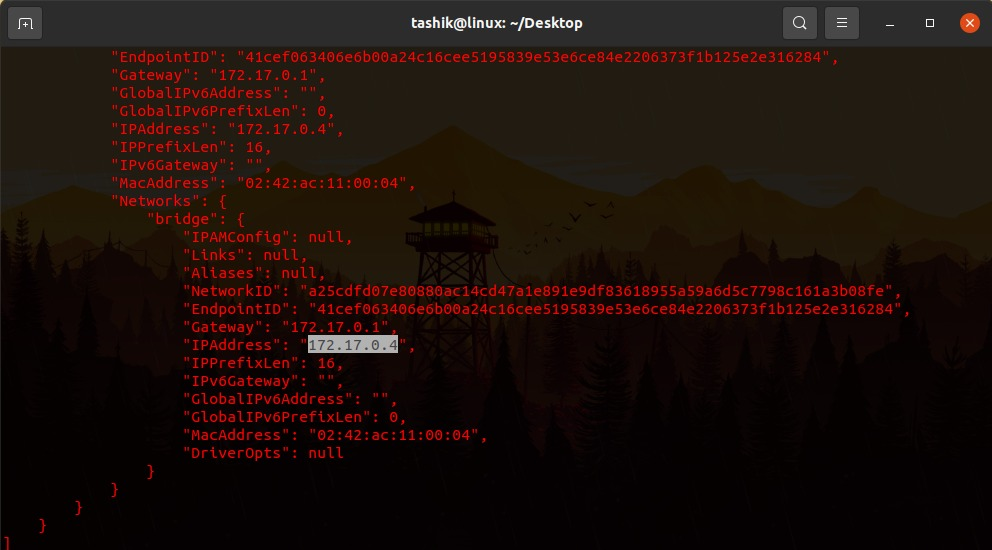 tashik@linux: ~/Desktop
"EndpointID": "41cef063406e6b00a24c16cee5195839e53e6ce84e2206373f1b125e2e316284",
"Gateway": "172.17.0.1",
"GlobalIPv6Address": "",
"GlobalIPv6PrefixLen": 0,
"IPAddress": "172.17.0.4",
"IPPrefixLen": 16,
"IPv6Gateway": "",
"MacAddress": "02:42:ac:11:00:04",
"Networks": {
"bridge": {
"IPAMConfig": null,
"Links": null,
"Aliases": null,
"NetworkID": "a25cdfd07e80880ac14cd47a1e891e9df83618955a59a6d5c7798c161a3b08fe",
"EndpointID": "41cef063406e6b00a24c16cee5195839e53e6ce84e2206373f1b125e2e316284",
"Gateway": "172.17.0.1",
"IPAddress": "172.17.0.4",
"IPPrefixLen": 16,
"IPv6Gateway": "",
"GlobalIPv6Address": "",
"GlobalIPv6PrefixLen": 0,
"MacAddress": "02:42:ac:11:00:04",
"DriverOpts": null
}
}
}
}
]